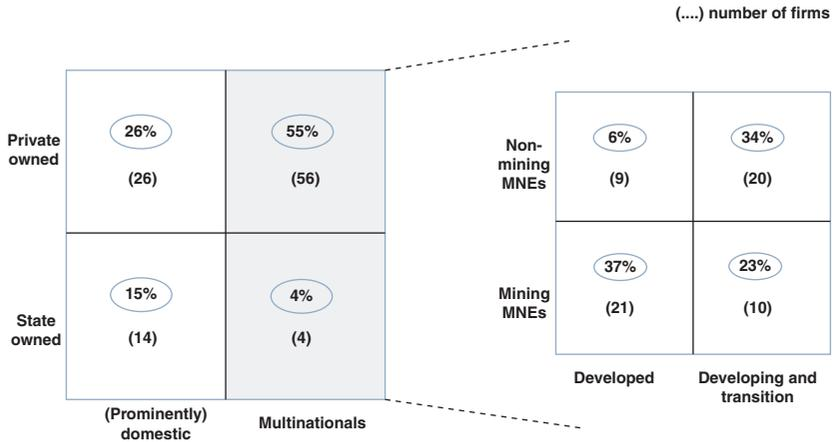 (....) number of firms
Private
owned
26%
55%
(26)
(56)
State
owned
15%
4%
(14)
(4)
(Prominently)
domestic
Multinationals
Non-
mining
MNEs
6%
34%
(9)
(20)
Mining
MNEs
37%
23%
(21)
(10)
Developed
Developing and
transition